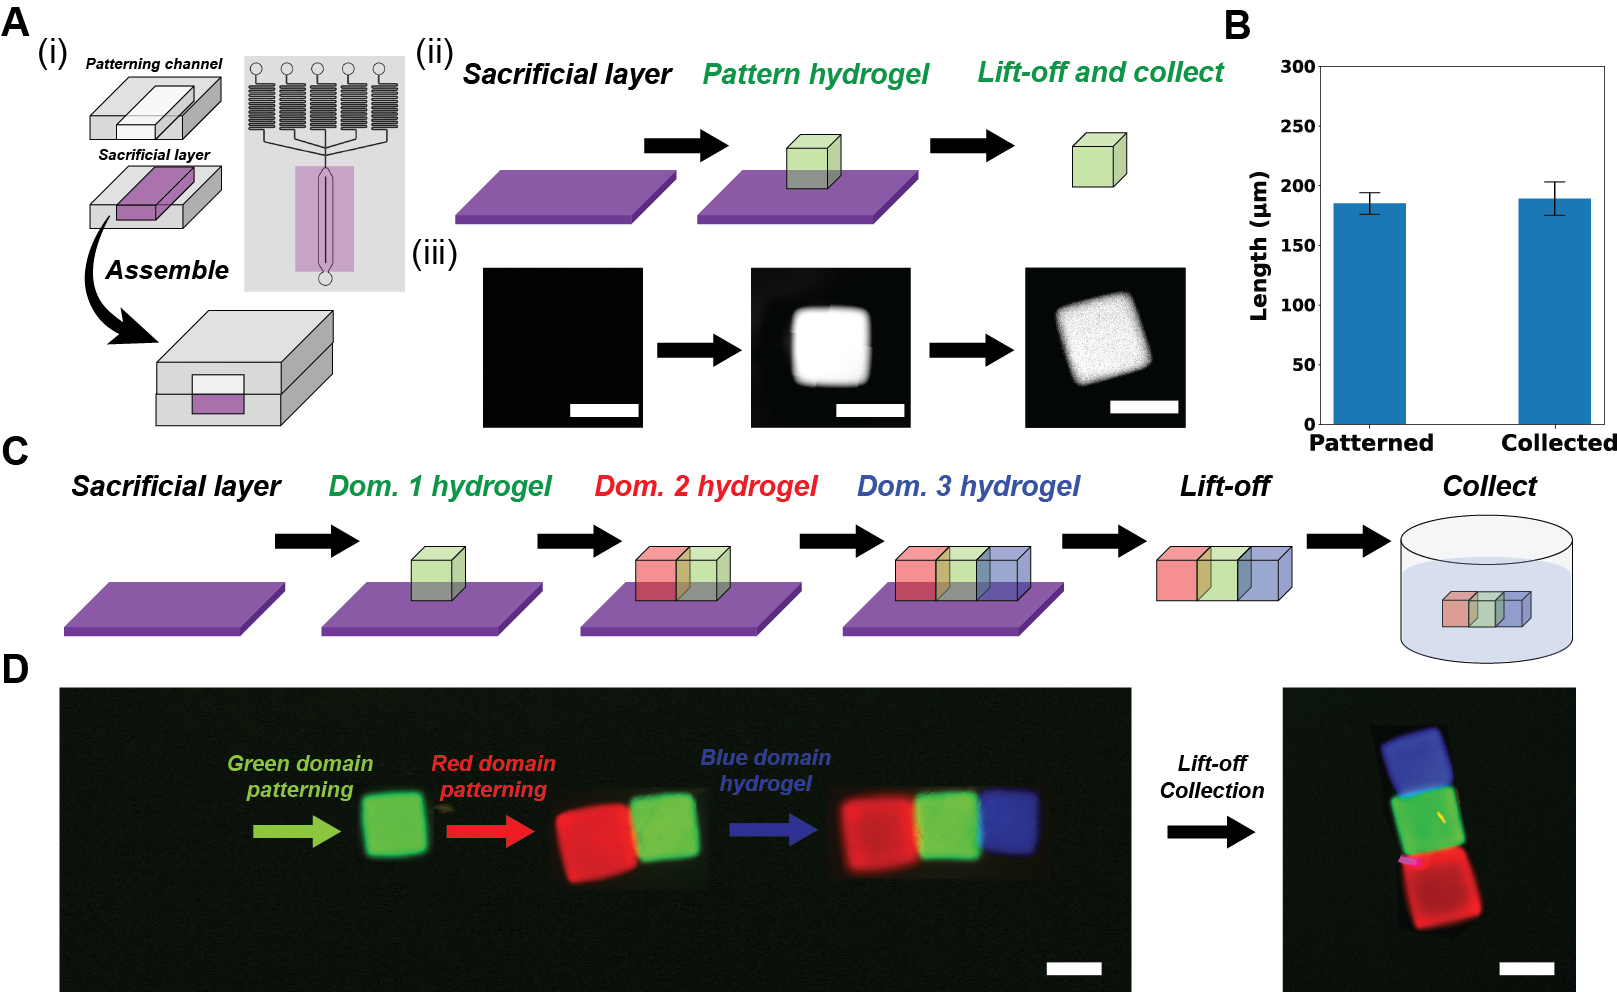 A
(i)
Patterning channel
Sacrificial layer
Assemble
(ii)
Sacrificial layer
Pattern hydrogel
Lift-off and collect
(iii)
B
Length (μm)
300
250
200
150
100
50
0
Patterned
Collected
C
Sacrificial layer
Dom. 1 hydrogel
Dom. 2 hydrogel
Dom. 3 hydrogel
Lift-off
Collect
D
Green domain
patterning
Red domain
patterning
Blue domain
hydrogel
Lift-off
Collection